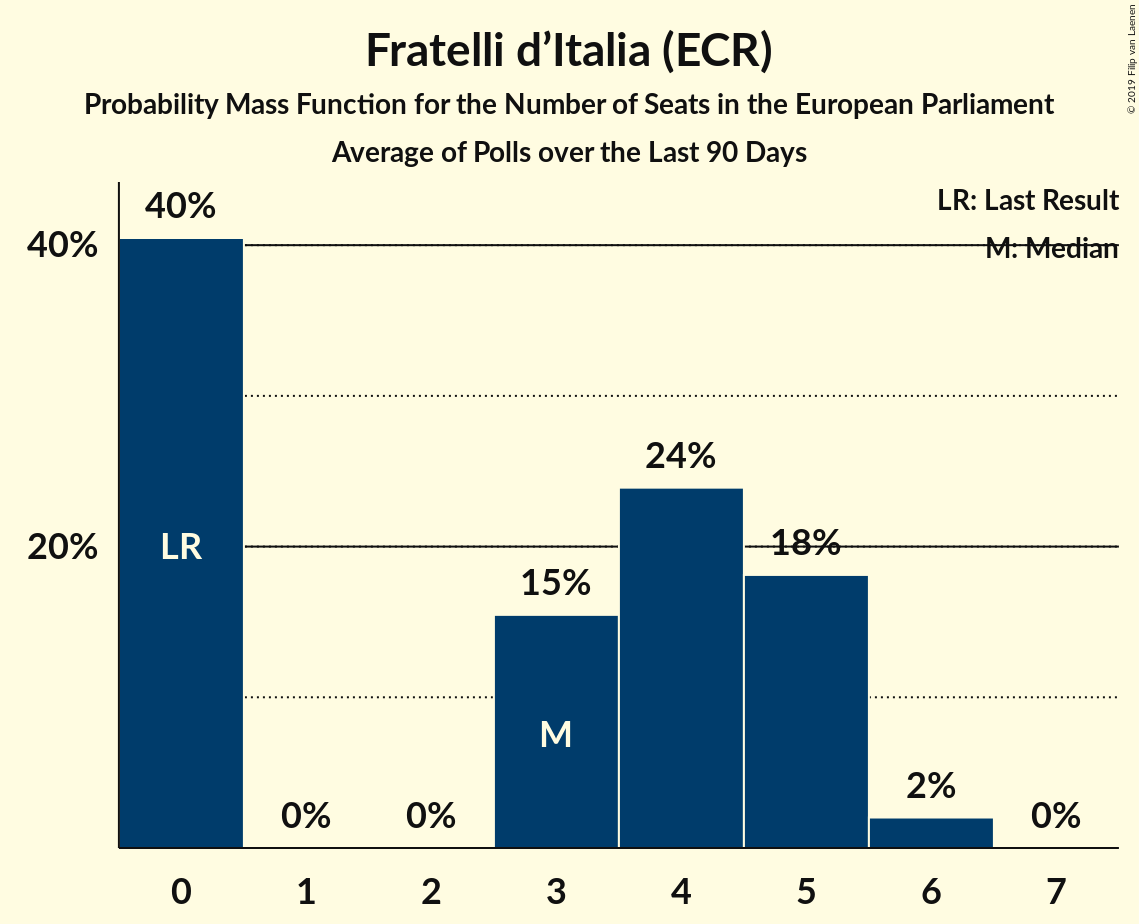 Fratelli d’Italia (ECR)
Probability Mass Function for the Number of Seats in the European Parliament
Average of Polls over the Last 90 Days
© 2019 Filip van Laenen
LR: Last Result
M: Median
40%
20%
40%
0%
0%
15%
24%
18%
2%
0%
LR
M
0 1 2 3 4 5 6 7